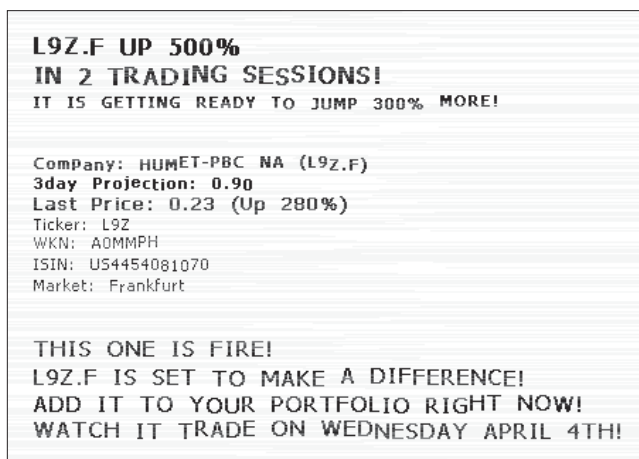 L9Z.F UP 500%
IN 2 TRADING SESSIONS!
IT IS GETTING READY TO JUMP 300% MORE!
Company: HUMET-PBC NA (L9Z.F)
3day Projection: 0.90
Last Price: 0.23 (Up 280%)
Ticker: L9Z
WKN: A0MMPH
ISIN: US4454081070
Market: Frankfurt
THIS ONE IS FIRE!
L9Z.F IS SET TO MAKE A DIFFERENCE!
ADD IT TO YOUR PORTFOLIO RIGHT NOW!
WATCH IT TRADE ON WEDNESDAY APRIL 4TH!